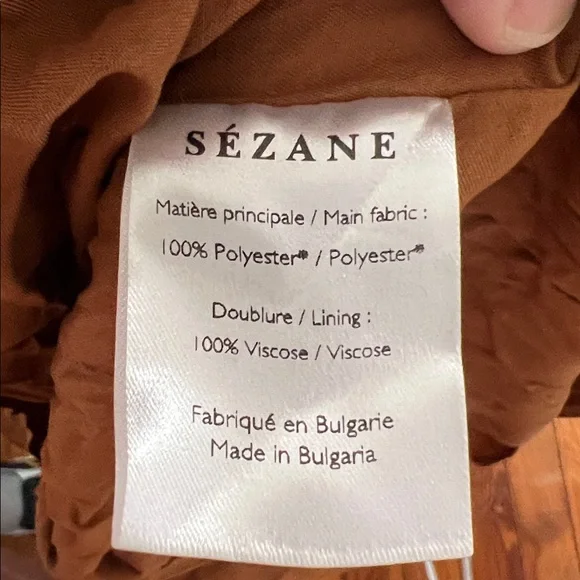 SÉZANE
Matière principale / Main fabric :
100% Polyester* / Polyester*
Doublure / Lining :
100% Viscose / Viscose
Fabriqué en Bulgarie
Made in Bulgaria